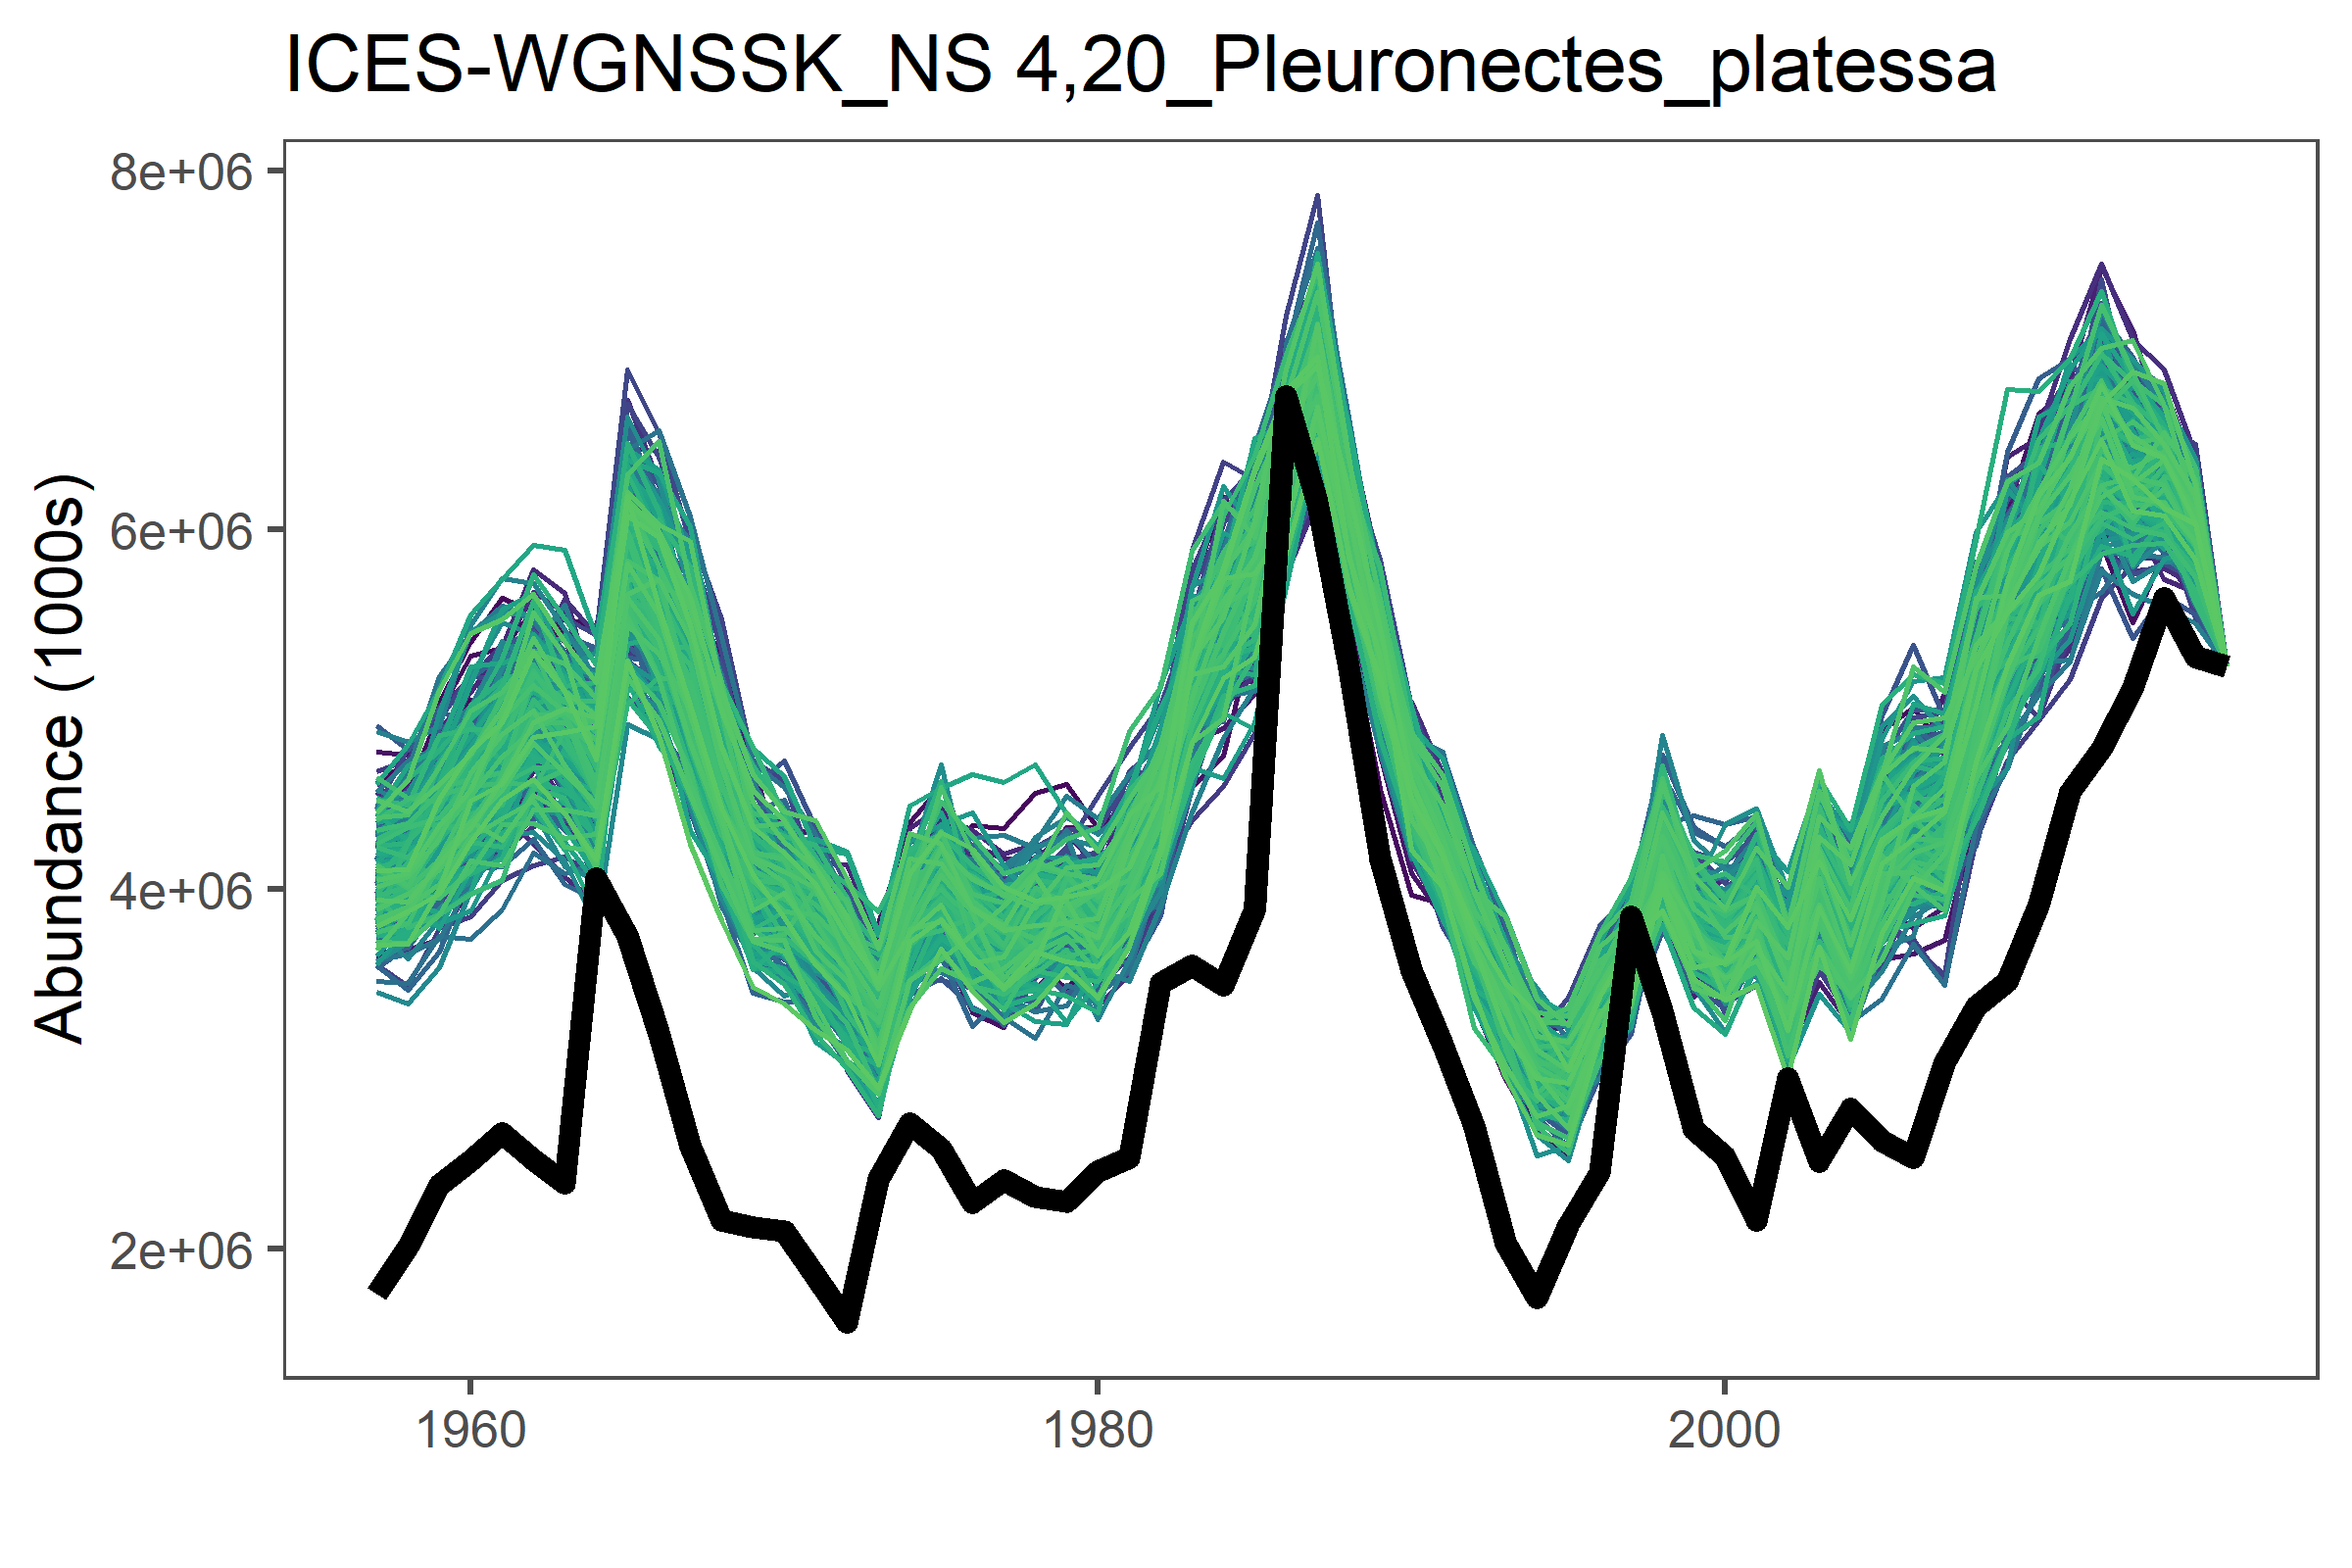 ICES-WGNSSK_NS 4,20_Pleuronectes_platessa
Abundance (1000s)
8e+06
6e+06
4e+06
2e+06
1960
1980
2000